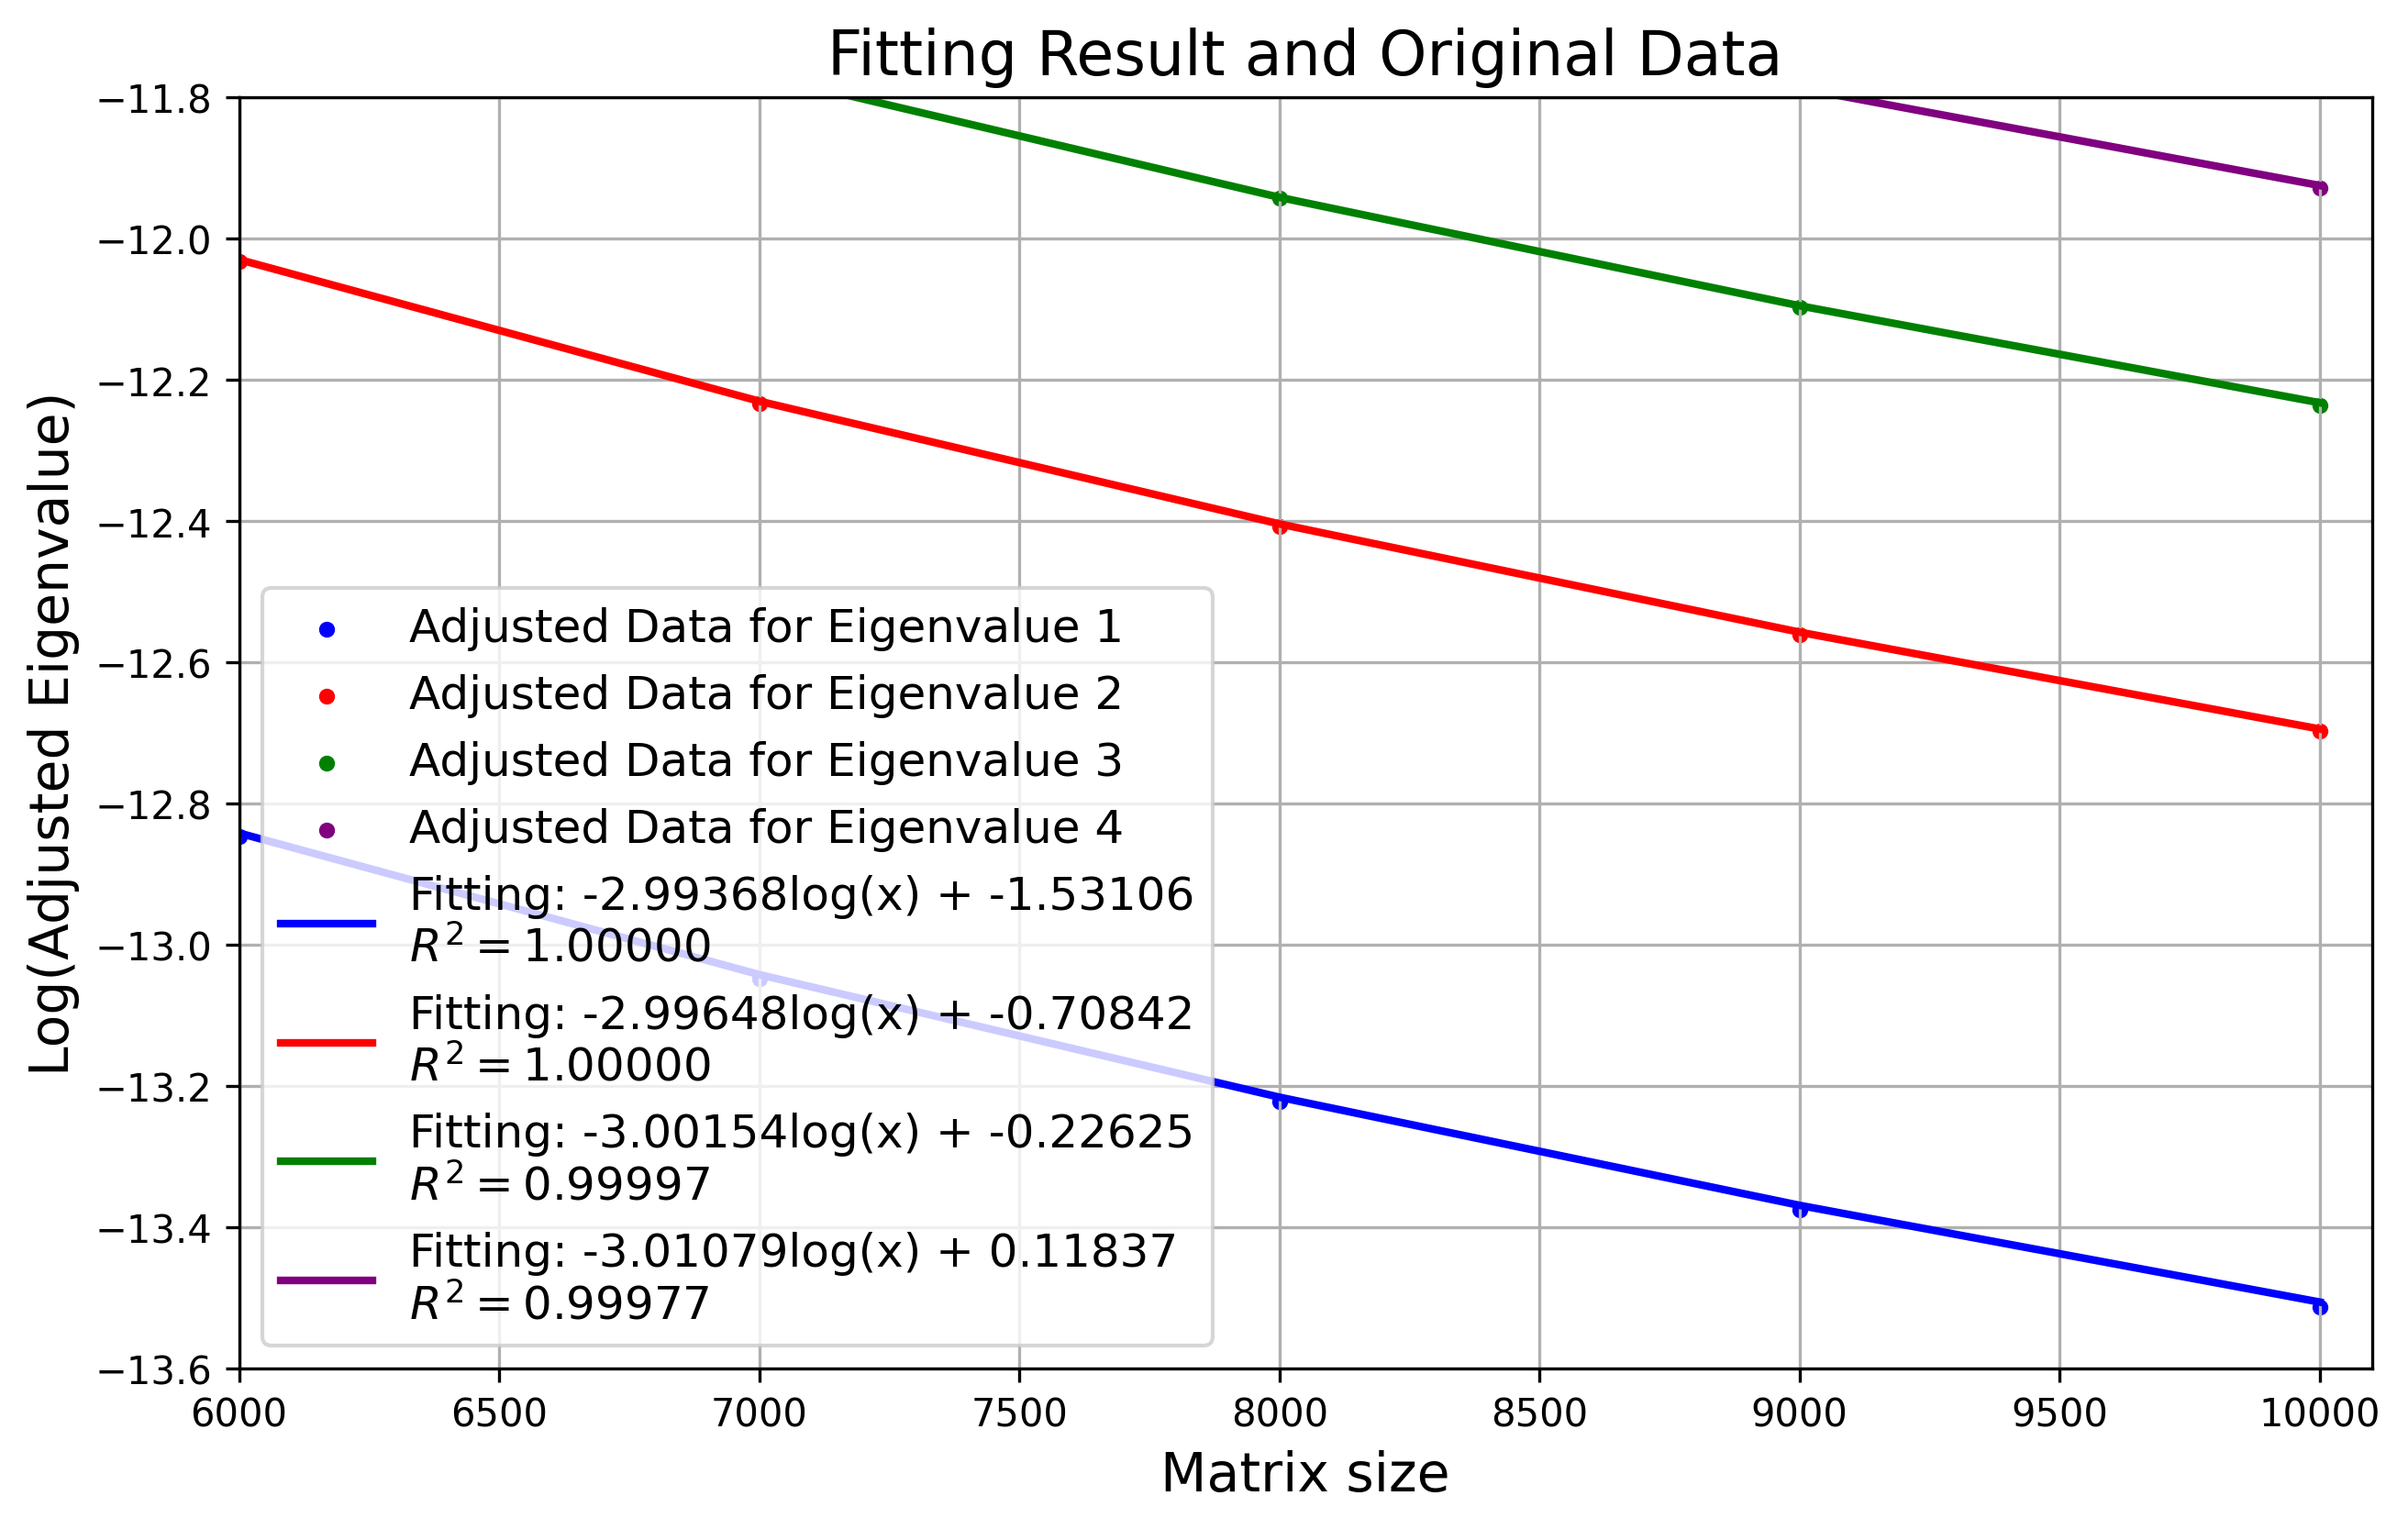 Fitting Result and Original Data
−11.8
−12.0
−12.2
−12.4
−12.6
−12.8
−13.0
−13.2
−13.4
−13.6
Log(Adjusted Eigenvalue)
Adjusted Data for Eigenvalue 1
Adjusted Data for Eigenvalue 2
Adjusted Data for Eigenvalue 3
Adjusted Data for Eigenvalue 4
Fitting: -2.99368log(x) + -1.53106
R² = 1.00000
Fitting: -2.99648log(x) + -0.70842
R² = 1.00000
Fitting: -3.00154log(x) + -0.22625
R² = 0.99997
Fitting: -3.01079log(x) + 0.11837
R² = 0.99977
6000 6500 7000 7500 8000 8500 9000 9500 10000
Matrix size